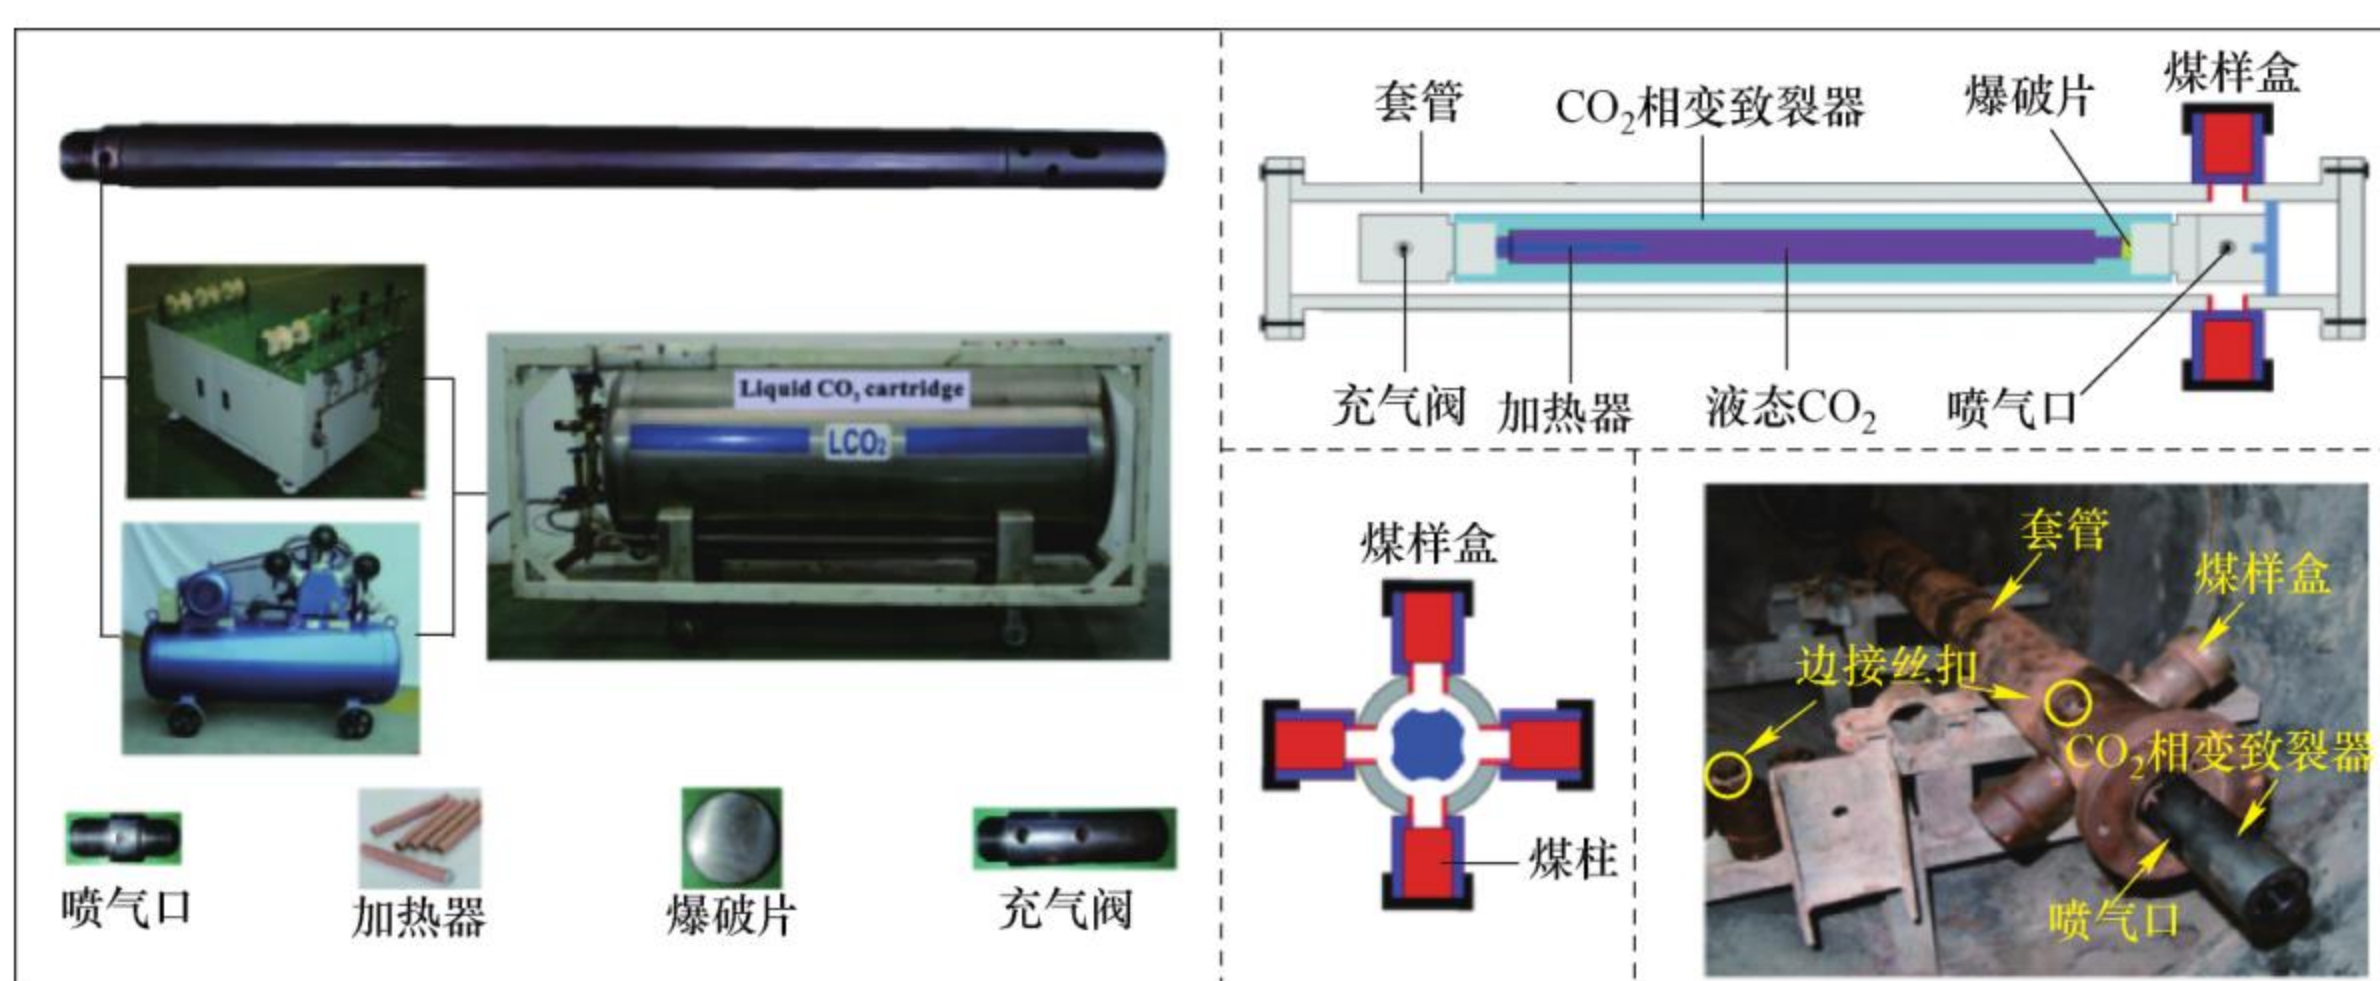 Liquid CO₂ cartridge
LCO₂
喷气口
加热器
爆破片
充气阀
套管
CO₂相变致裂器
爆破片
煤样盒
充气阀
加热器
液态CO₂
喷气口
煤样盒
煤柱
套管
煤样盒
边接丝扣
CO₂相变致裂器
喷气口